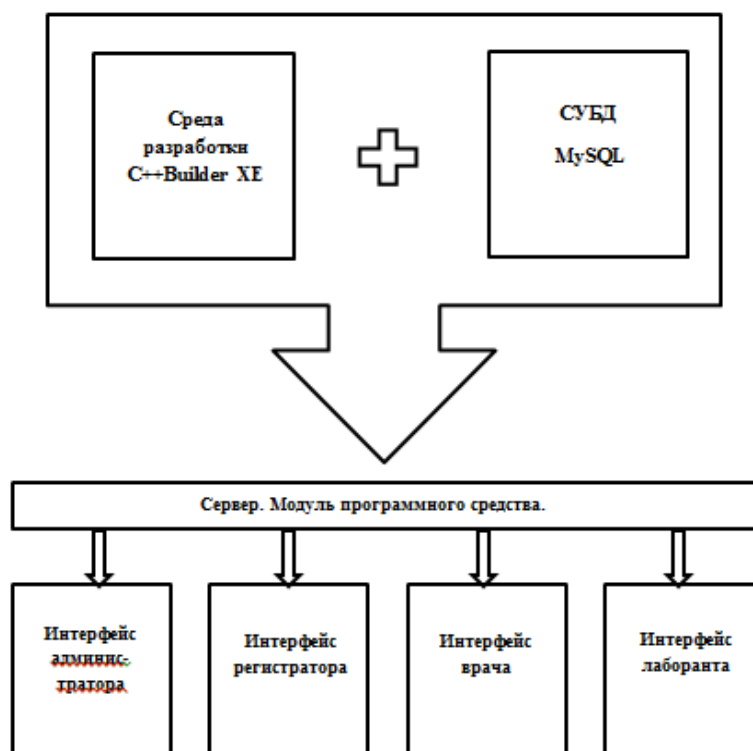 Среда
разработки
C++Builder XE
СУБД
MySQL
Сервер. Модуль программного средства.
Интерфейс
админис-
тратора
Интерфейс
регистратора
Интерфейс
врача
Интерфейс
лаборанта